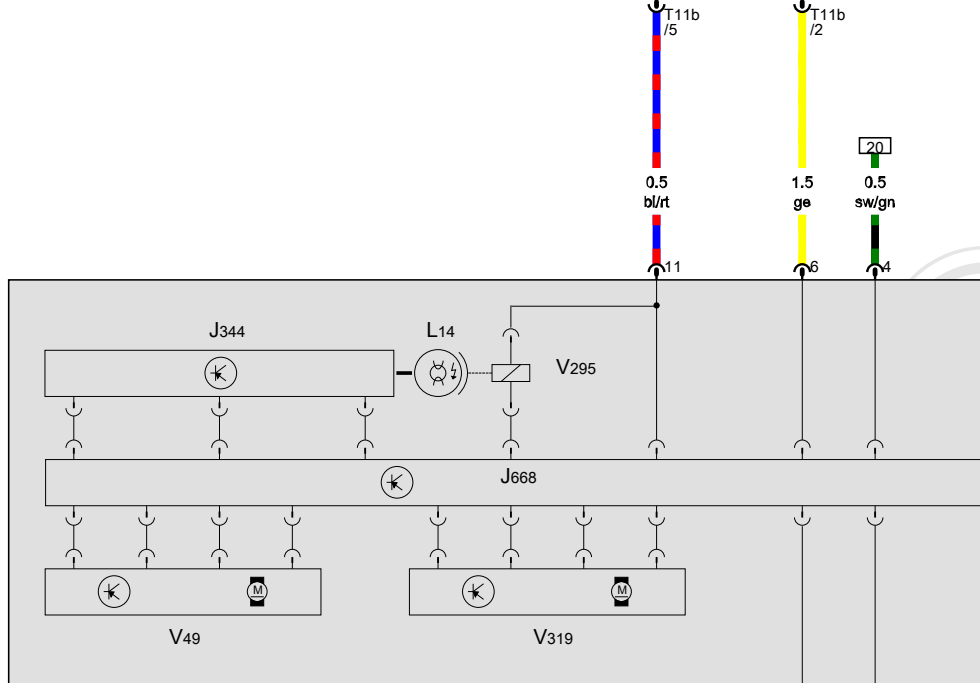 T11b
/5
T11b
/2
20
0.5
bl/rt
1.5
ge
0.5
sw/gn
11
6
4
J344
L14
V295
J668
M
M
V49
V319